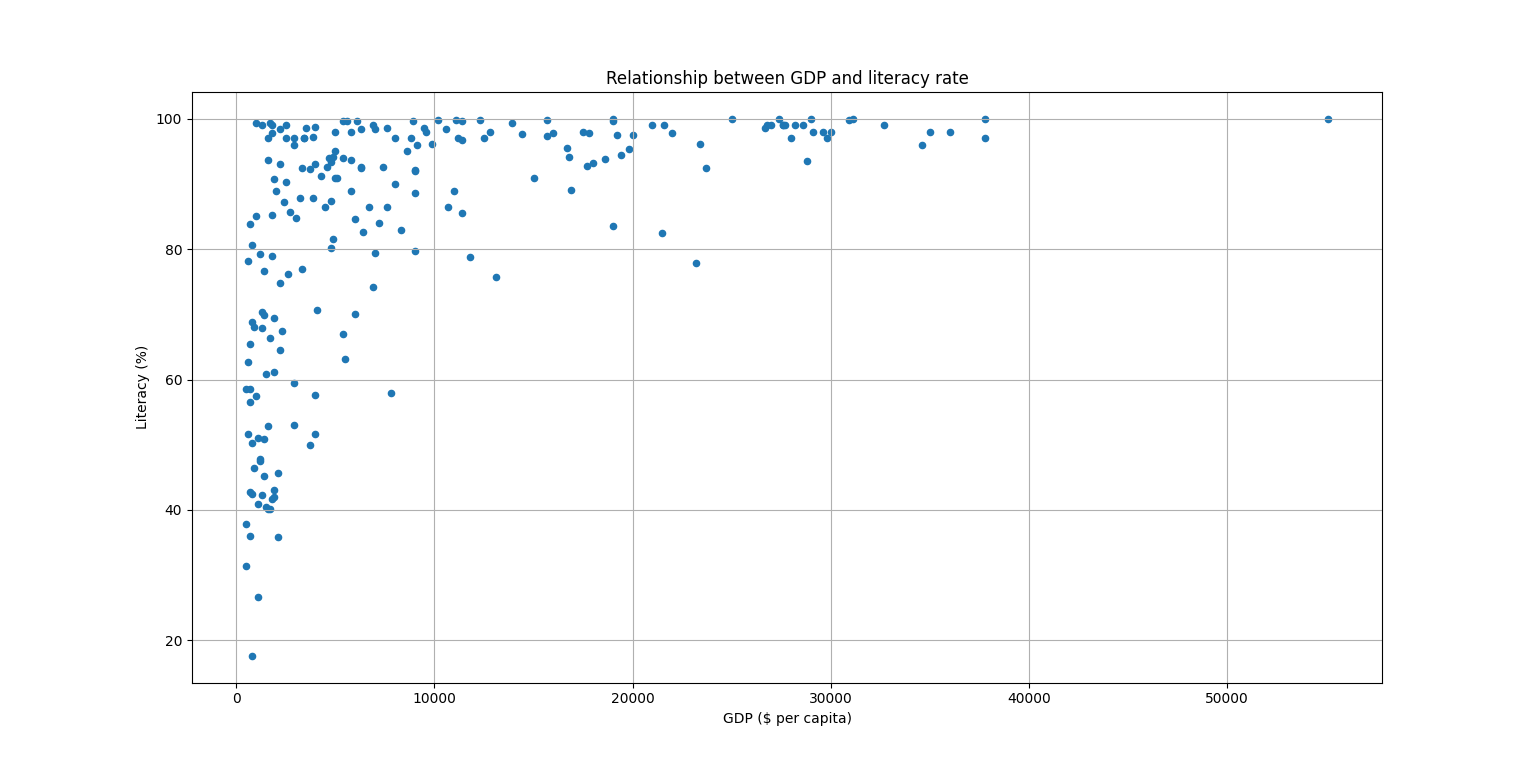 Relationship between GDP and literacy rate
100
80
60
40
20
Literacy (%)
0 10000 20000 30000 40000 50000
GDP ($ per capita)